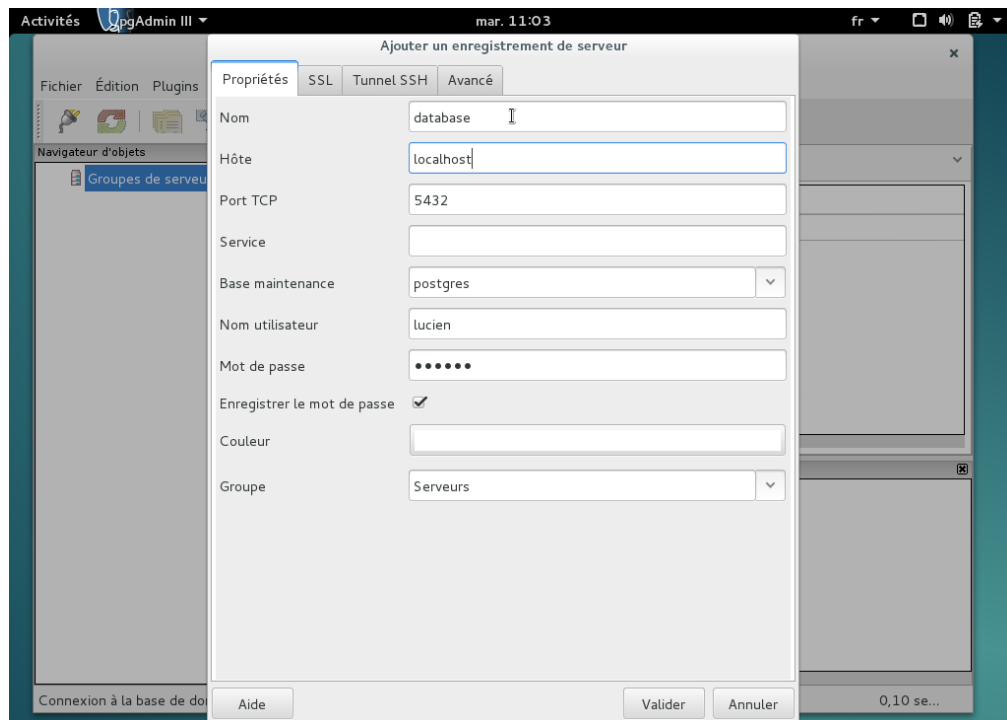 Activités pgAdmin III mar. 11:03 fr
Ajouter un enregistrement de serveur
Fichier Édition Plugins
Propriétés SSL Tunnel SSH Avancé
Nom database
Navigateur d'objets
Hôte localhost
Groupes de serveu
Port TCP 5432
Service
Base maintenance postgres
Nom utilisateur lucien
Mot de passe ••••••
Enregistrer le mot de passe
Couleur
Groupe Serveurs
Connexion à la base de do
Aide Valider Annuler
0,10 se...